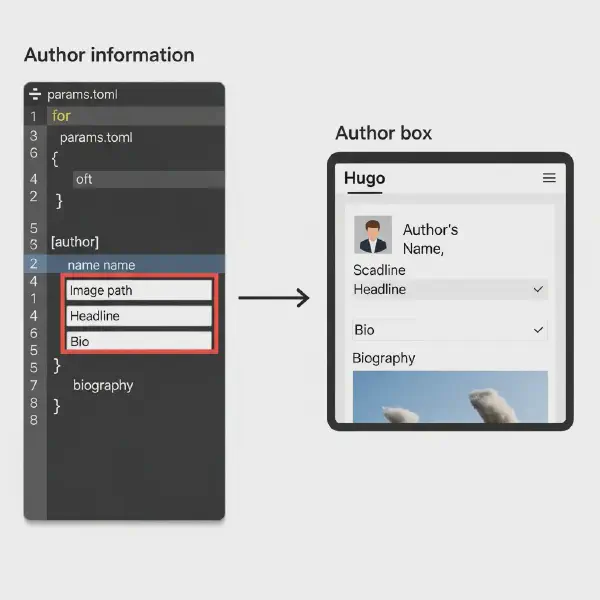 Author information
params.toml
1 for
3 params.toml
6 {
4 oft
2 }
5
3 [author]
2 name name
4 Image path
1
4 Headline
6
5 Bio
5 }
7 biography
8 }
8
Author box
Hugo
Author's
Name,
Scadline
Headline
Bio
Biography